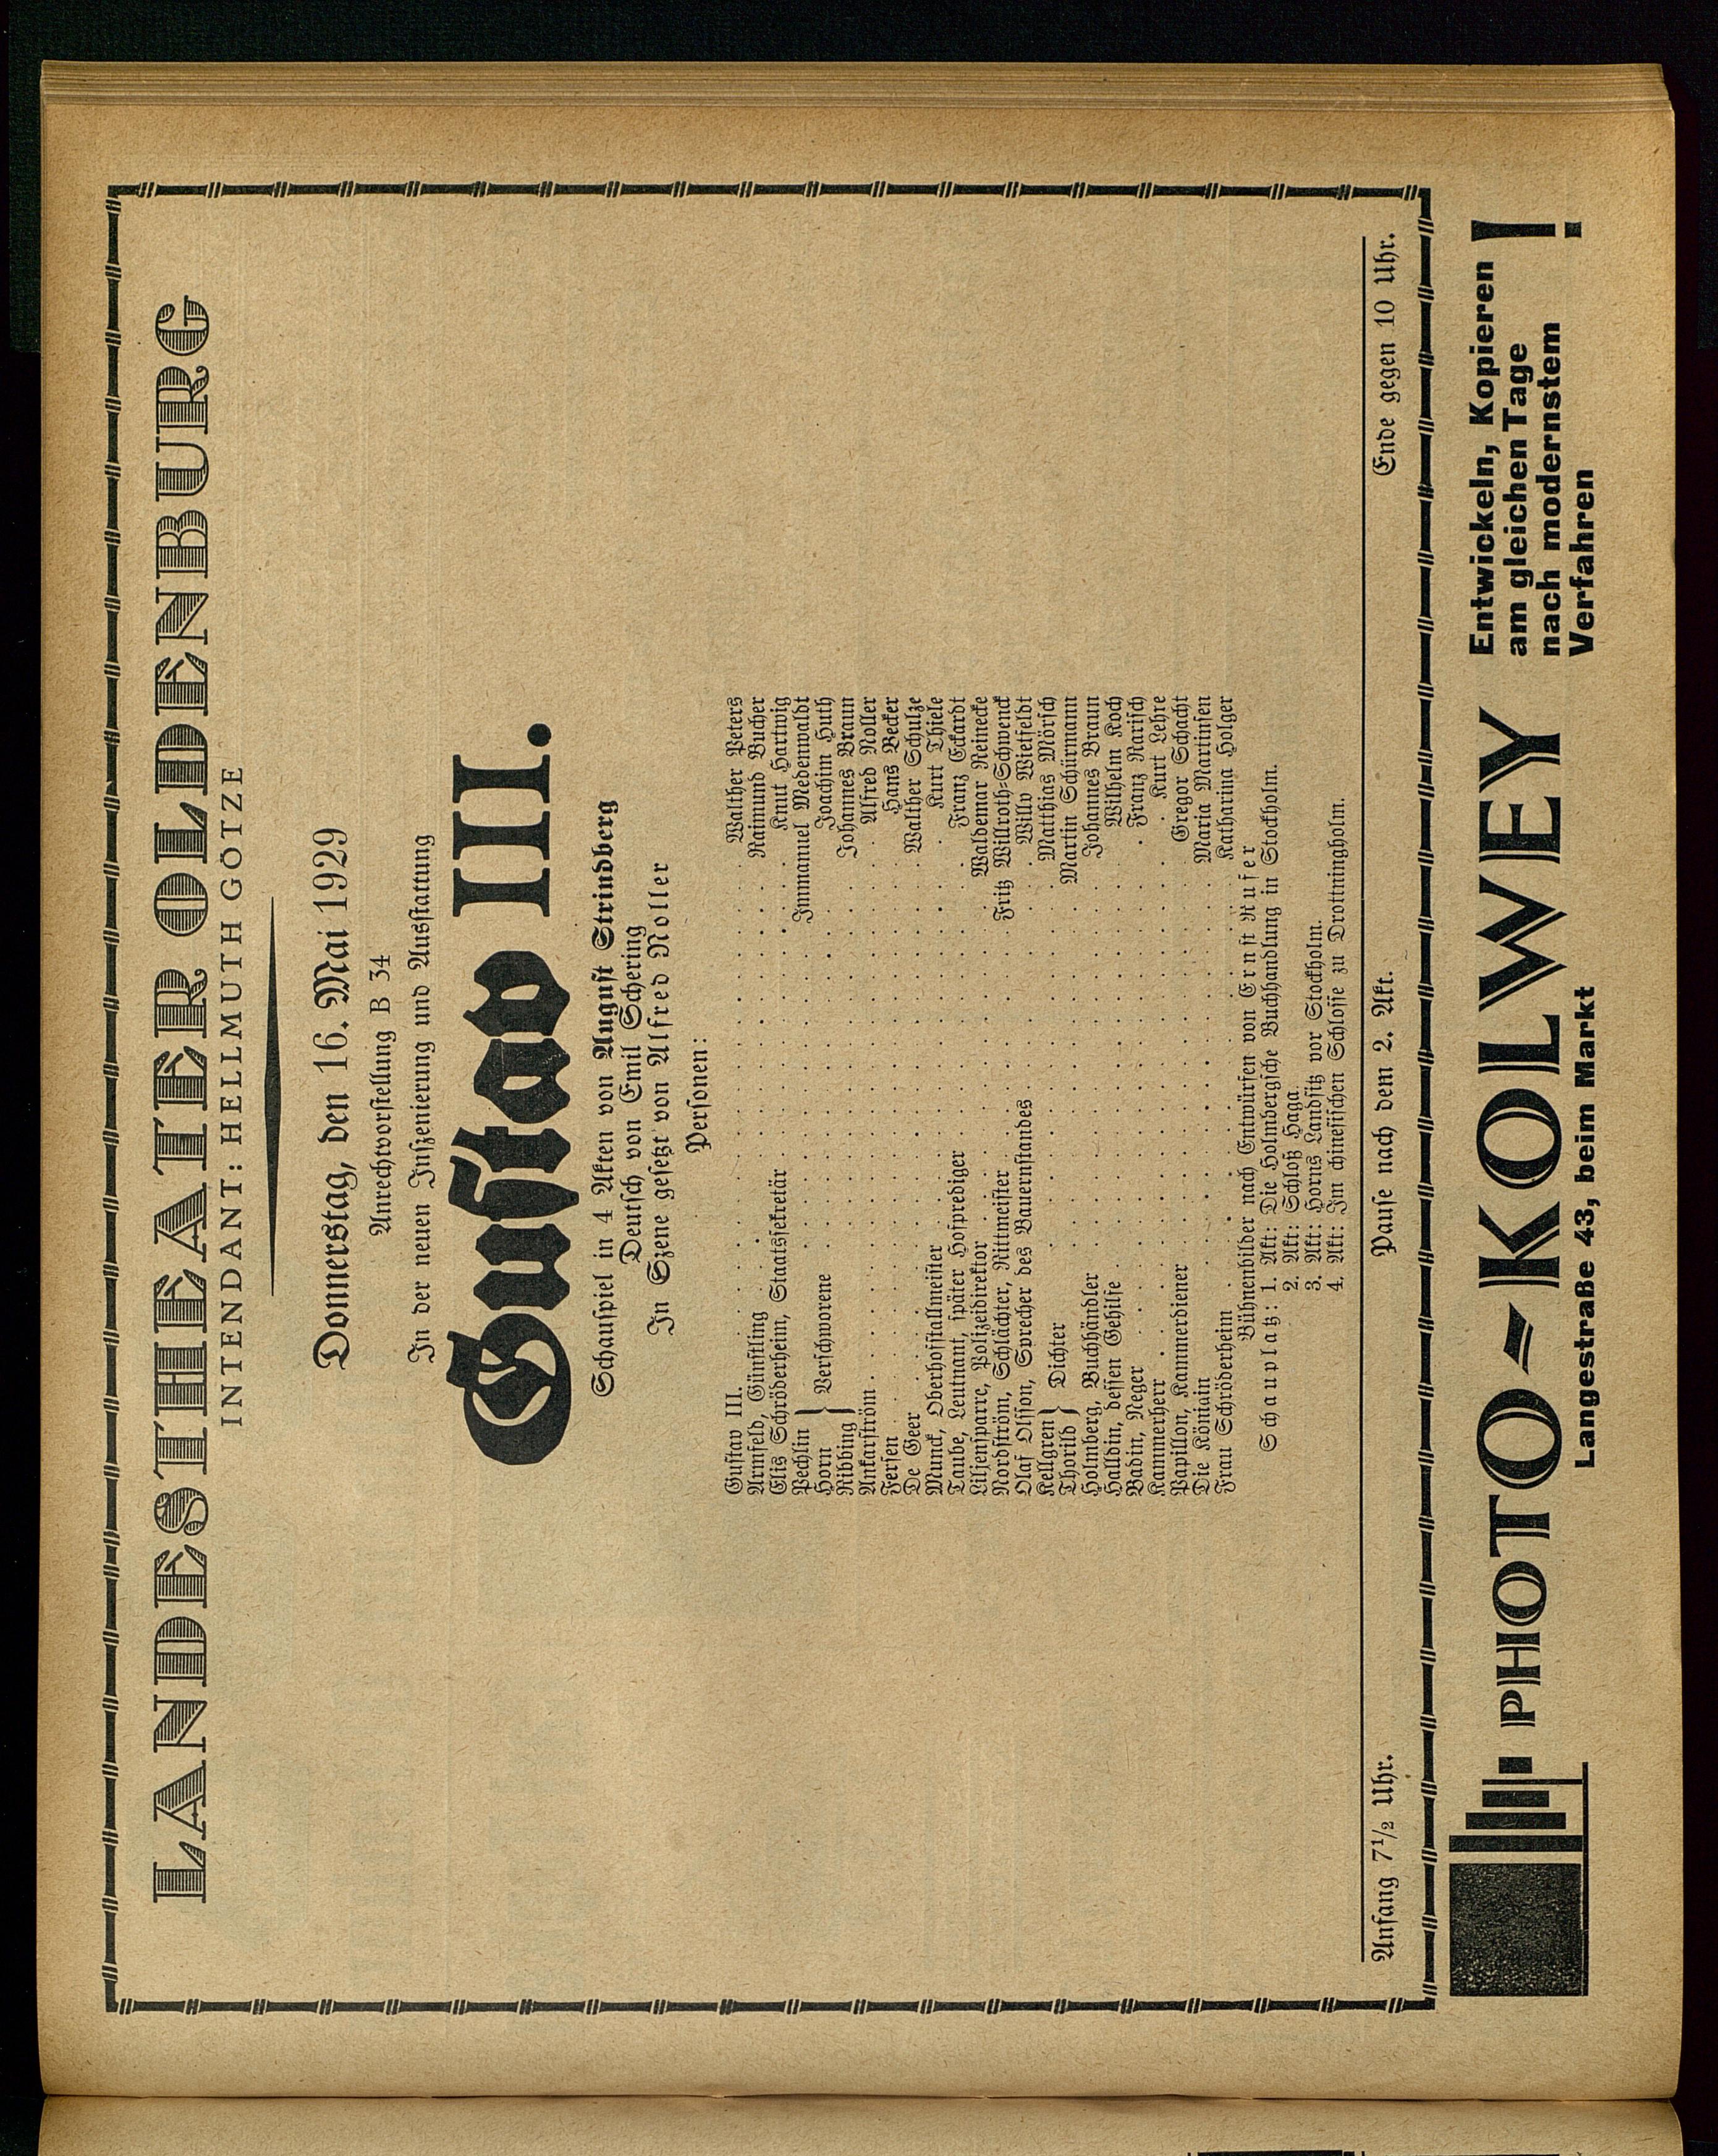 LANDESTHEATER OLDENBURG
INTENDANT: HELLMUTH GÖTZE
Donnerstag, den 16. Mai 1929
Anrechtvorstellung B 34
In der neuen Inszenierung und Ausstattung
Gustav III.
Schauspiel in 4 Akten von August Strindberg
Deutsch von Emil Schering
In Szene gesetzt von Alfred Noller
Personen:
Gustav III. . . . Walther Peters
Armfeld, Günstling . . . Raimund Bucher
Elis Schröderheim, Staatssekretär . . . Knut Hartwig
Pechlin } . . . Immanuel Medenwaldt
Horn } Verschworene . . . Joachim Huth
Ribbing } . . . Johannes Braun
Ankarström . . . Alfred Noller
Fersen . . . Hans Becker
De Geer . . . Walther Schulze
Munck, Oberhofstallmeister . . . Kurt Thiele
Taube, Leutnant, später Hofprediger . . . Franz Eckardt
Liljensparre, Polizeidirektor . . . Waldemar Reinecke
Nordström, Schlächter, Rittmeister . . . Fritz Willroth-Schwenck
Olaf Olsson, Sprecher des Bauernstandes . . . Willy Wietfeldt
Kellgren } . . . Matthias Mörsch
Thorild } Dichter . . . Martin Schürmann
Holmberg, Buchhändler . . . Johannes Braun
Halldin, dessen Gehilfe . . . Wilhelm Koch
Badin, Neger . . . Franz Rarisch
Kammerherr . . . Kurt Lehre
Papillon, Kammerdiener . . . Gregor Schacht
Die Königin . . . Maria Martinsen
Frau Schröderheim . . . Katharina Holger
Bühnenbilder nach Entwürfen von Ernst Rufer
Schauplatz: 1. Akt: Die Holmbergsche Buchhandlung in Stockholm.
2. Akt: Schloß Haga.
3. Akt: Horns Landsitz vor Stockholm.
4. Akt: Im chinesischen Schlosse zu Drottningholm.
Anfang 7½ Uhr. Pause nach dem 2. Akt. Ende gegen 10 Uhr.
PHOTO-KOLWEY
Langestraße 43, beim Markt
Entwickeln, Kopieren
am gleichen Tage
nach modernstem
Verfahren !